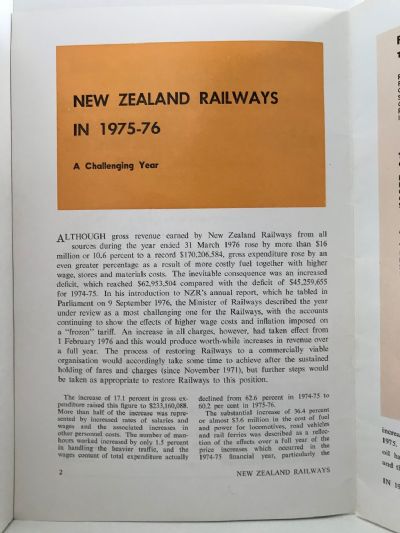 NEW ZEALAND RAILWAYS
IN 1975-76
A Challenging Year
ALTHOUGH gross revenue earned by New Zealand Railways from all
sources during the year ended 31 March 1976 rose by more than $16
million or 10.6 percent to a record $170,206,584, gross expenditure rose by an
even greater percentage as a result of more costly fuel together with higher
wage, stores and materials costs. The inevitable consequence was an increased
deficit, which reached $62,953,504 compared with the deficit of $45,259,655
for 1974-75. In his introduction to NZR's annual report, which he tabled in
Parliament on 9 September 1976, the Minister of Railways described the year
under review as a most challenging one for the Railways, with the accounts
continuing to show the effects of higher wage costs and inflation imposed on
a "frozen" tariff. An increase in all charges, however, had taken effect from
1 February 1976 and this would produce worth-while increases in revenue over
a full year. The process of restoring Railways to a commercially viable
organisation would accordingly take some time to achieve after the sustained
holding of fares and charges (since November 1971), but further steps would
be taken as appropriate to restore Railways to this position.
The increase of 17.1 percent in gross ex-
penditure raised this figure to $233,160,088.
More than half of the increase was repre-
sented by increased rates of salaries and
wages and the associated increases in
other personnel costs. The number of man-
hours worked increased by only 1.5 percent
in handling the heavier traffic, and the
wages content of total expenditure actually
declined from 62.6 percent in 1974-75 to
60.2 per cent in 1975-76.
The substantial increase of 36.4 percent
or almost $3.6 million in the cost of fuel
and power for locomotives, road vehicles
and rail ferries was described as a reflec-
tion of the effects over a full year of the
price increases which occurred in the
1974-75 financial year, particularly the
2
NEW ZEALAND RAILWAYS
increa
1975.
oil ha
and th
IN 19